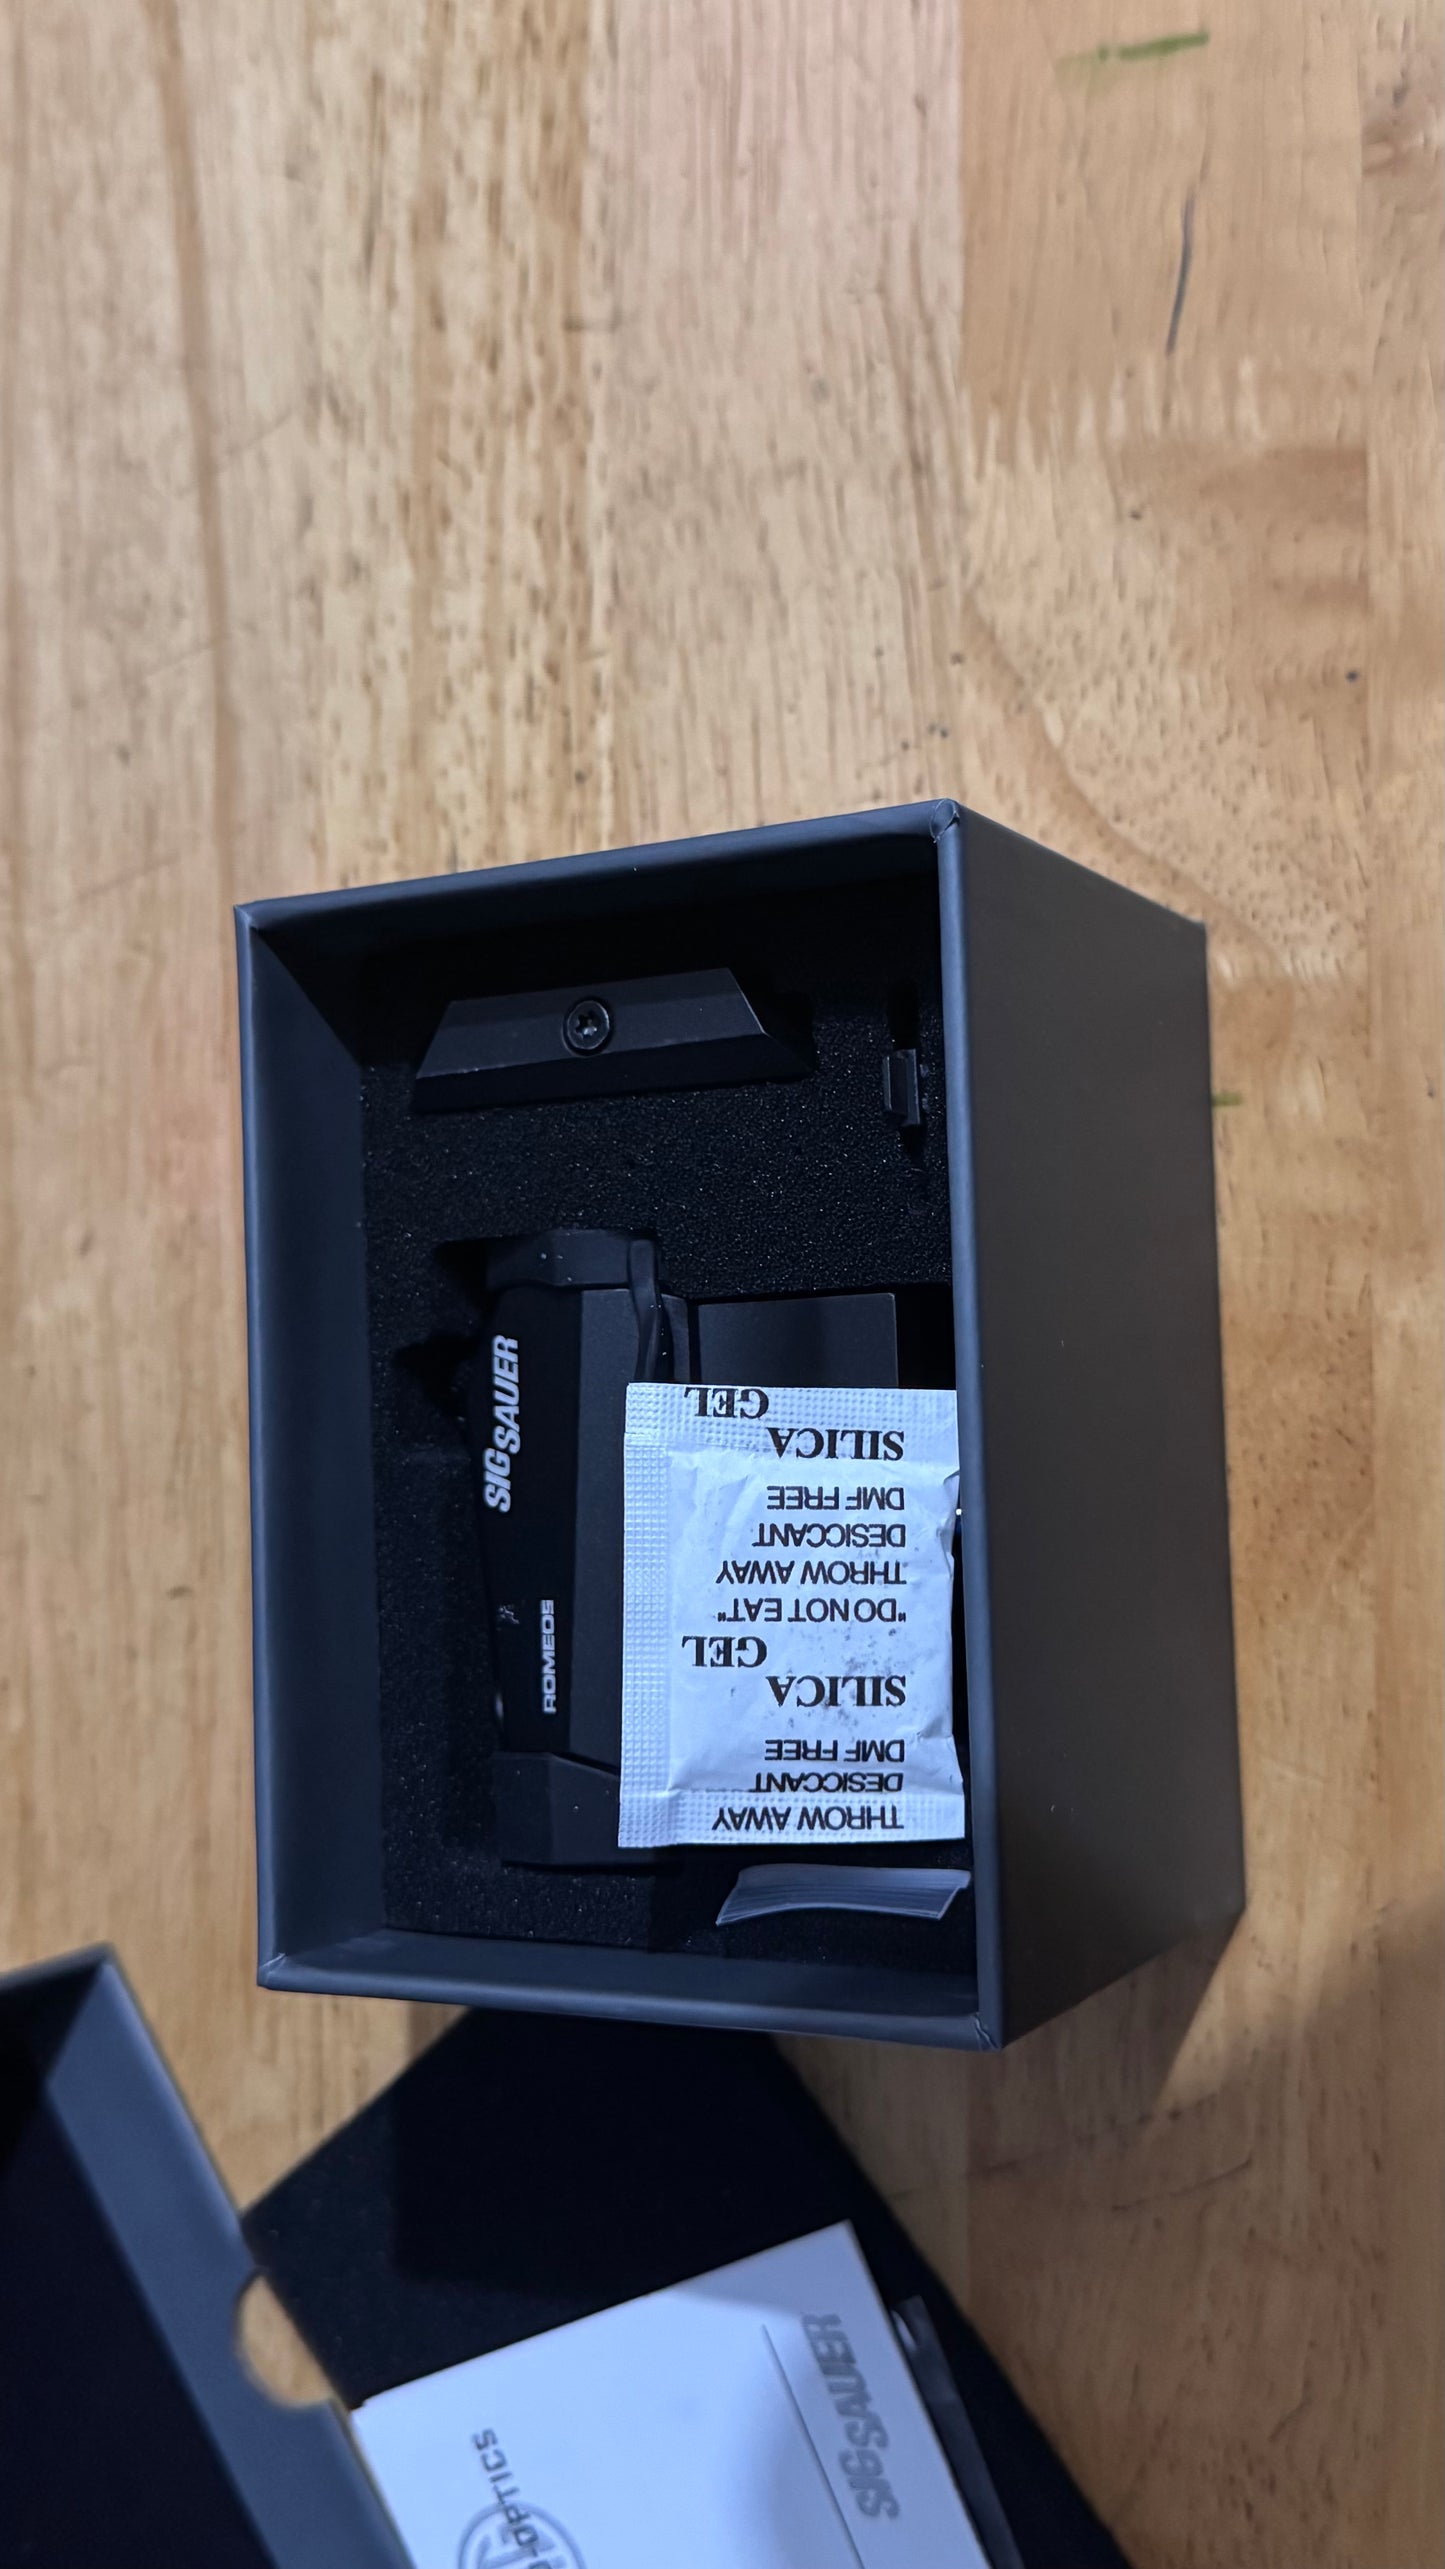 SIG SAUER
ROMEO5
THROW AWAY
DESICCANT
DMF FREE
SILICA
GEL
"DO NOT EAT"
THROW AWAY
DESICCANT
DMF FREE
SILICA
GEL
SIG SAUER
OPTICS